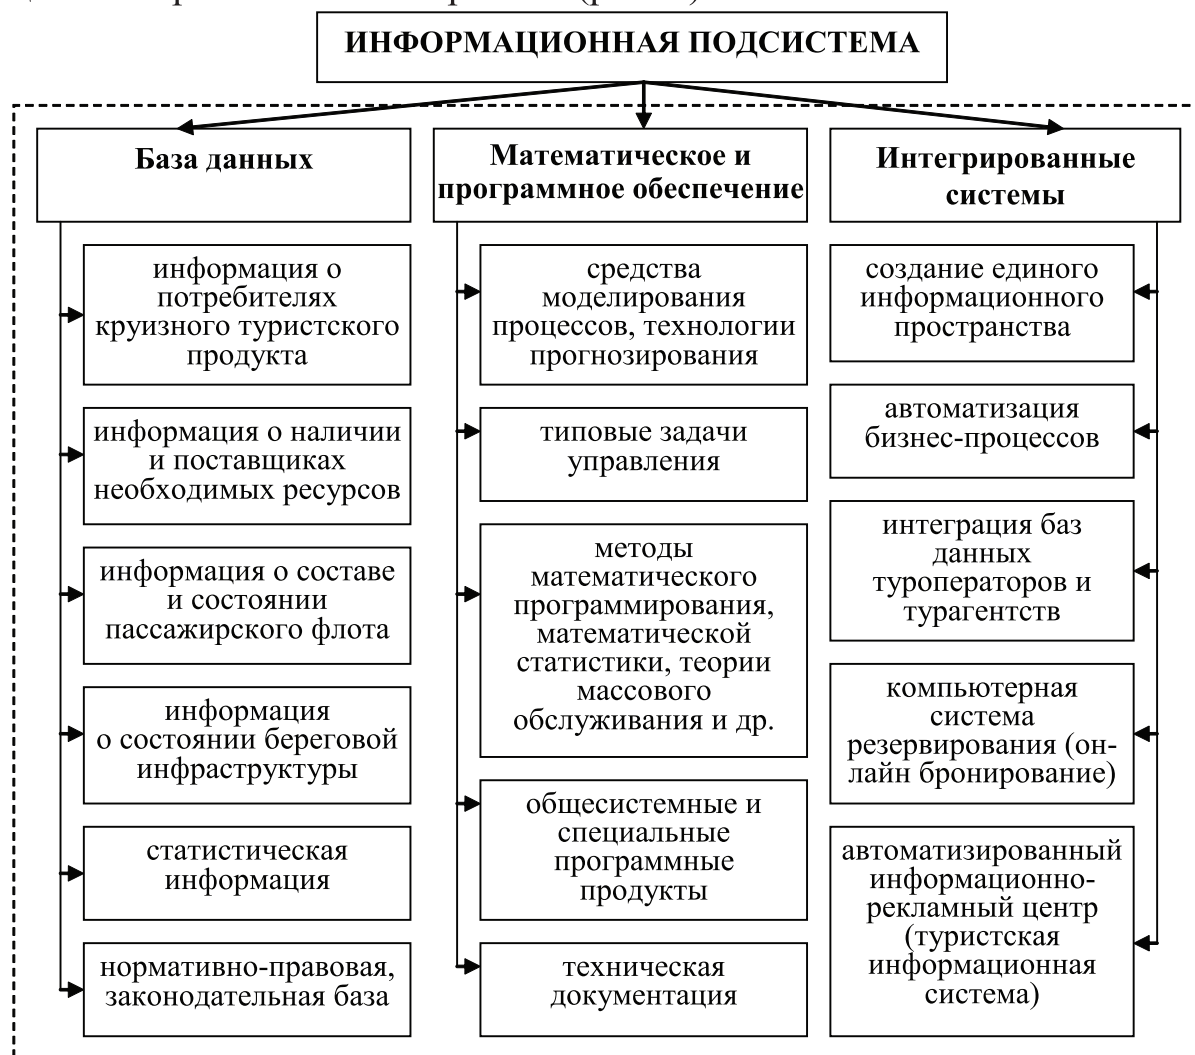 ИНФОРМАЦИОННАЯ ПОДСИСТЕМА
База данных
информация о
потребителях
круизного туристского
продукта
информация о наличии
и поставщиках
необходимых ресурсов
информация о составе
и состоянии
пассажирского флота
информация
о состоянии береговой
инфраструктуры
статистическая
информация
нормативно-правовая,
законодательная база
Математическое и
программное обеспечение
средства
моделирования
процессов, технологии
прогнозирования
типовые задачи
управления
методы
математического
программирования,
математической
статистики, теории
массового
обслуживания и др.
общесистемные и
специальные
программные
продукты
техническая
документация
Интегрированные
системы
создание единого
информационного
пространства
автоматизация
бизнес-процессов
интеграция баз
данных
туроператоров и
турагентств
компьютерная
система
резервирования (он-
лайн бронирование)
автоматизированный
информационно-
рекламный центр
(туристская
информационная
система)